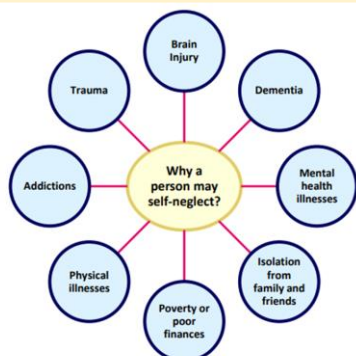 Brain
Injury
Dementia
Mental
health
illnesses
Isolation
from
family and
friends
Poverty or
poor
finances
Physical
illnesses
Addictions
Trauma
Why a
person may
self-neglect?